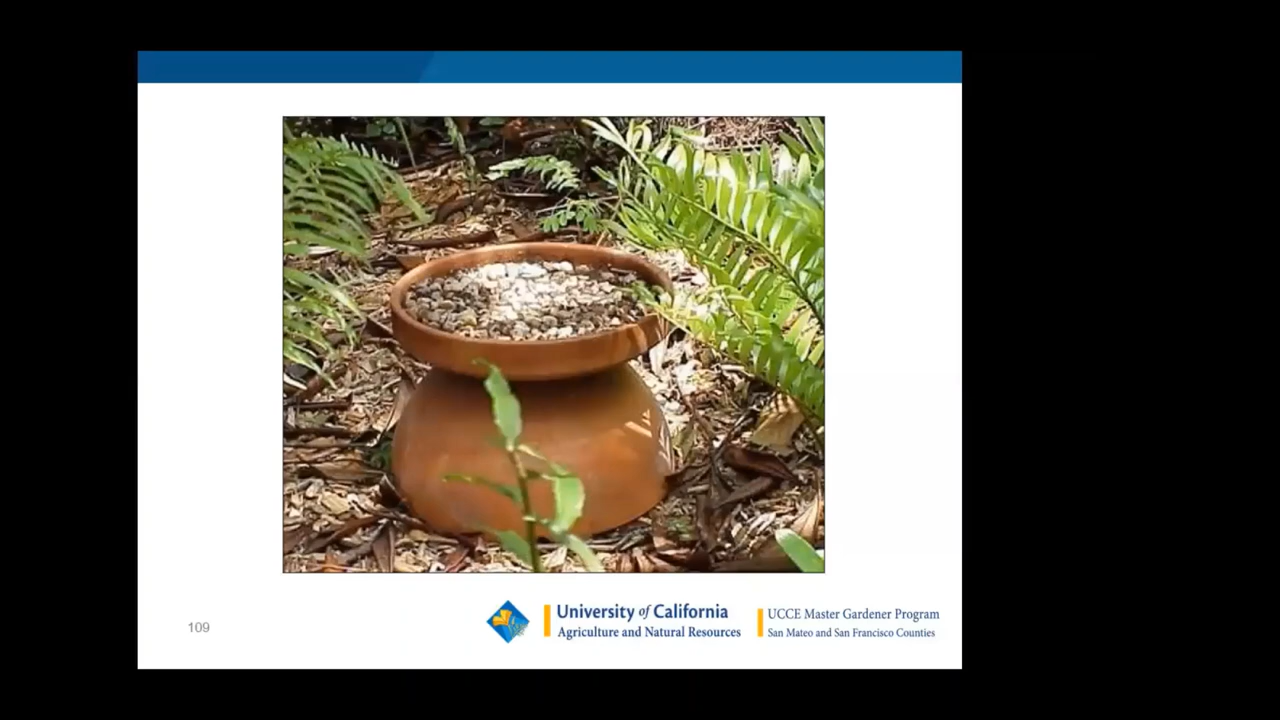 109
University of California
Agriculture and Natural Resources
UCCE Master Gardener Program
San Mateo and San Francisco Counties